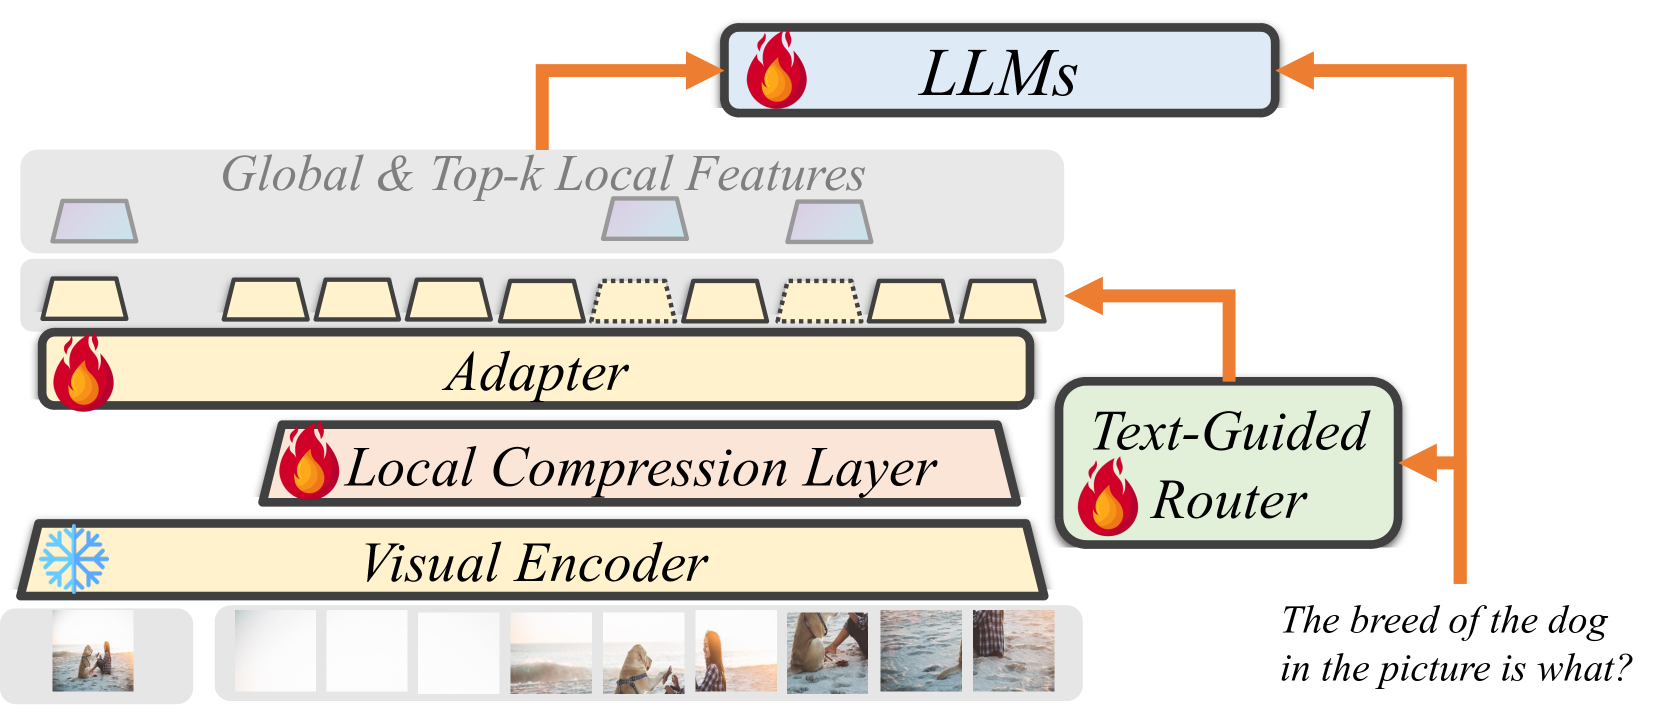 LLMs
Global & Top-k Local Features
Adapter
Local Compression Layer
Visual Encoder
Text-Guided
Router
The breed of the dog
in the picture is what?